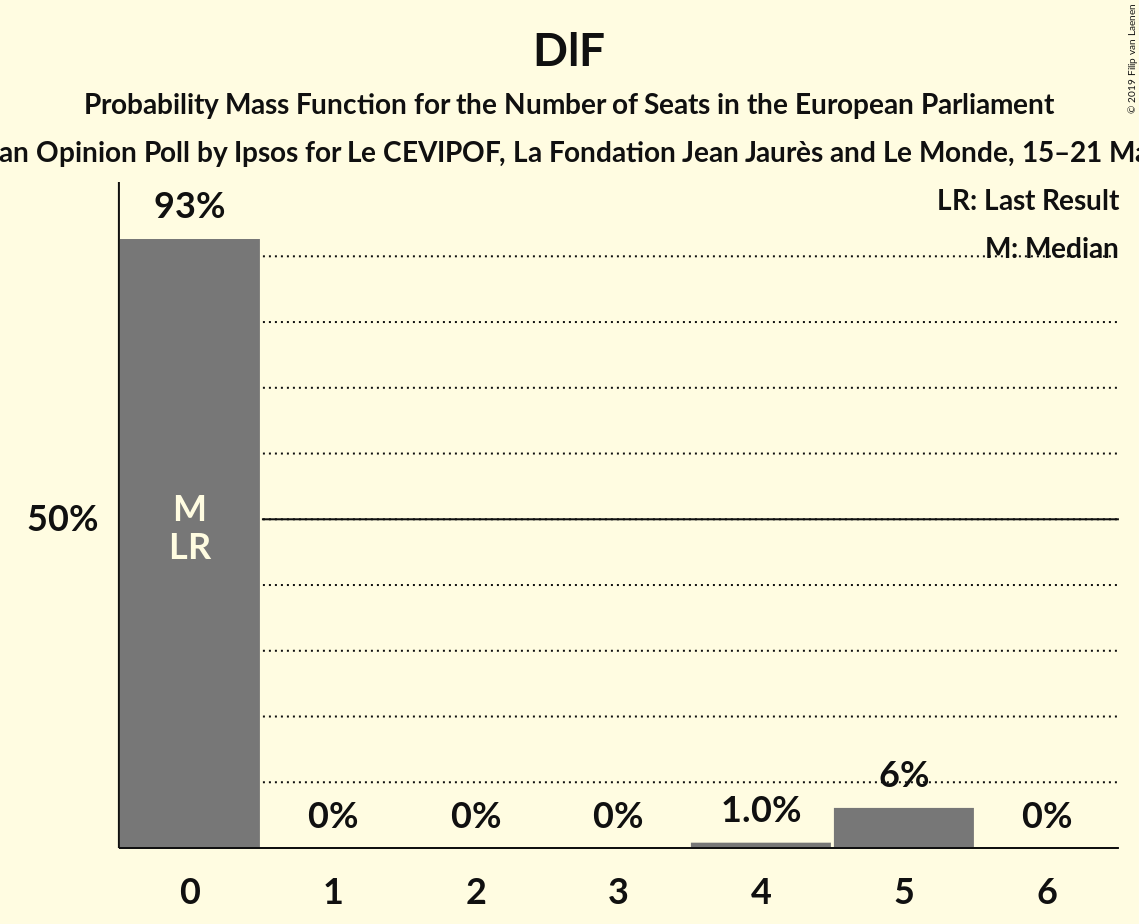 DlF
Probability Mass Function for the Number of Seats in the European Parliament
an Opinion Poll by Ipsos for Le CEVIPOF, La Fondation Jean Jaurès and Le Monde, 15–21 Ma
© 2019 Filip van Laenen
LR: Last Result
M: Median
93%
M
LR
50%
0%
0%
0%
1.0%
6%
0%
0
1
2
3
4
5
6